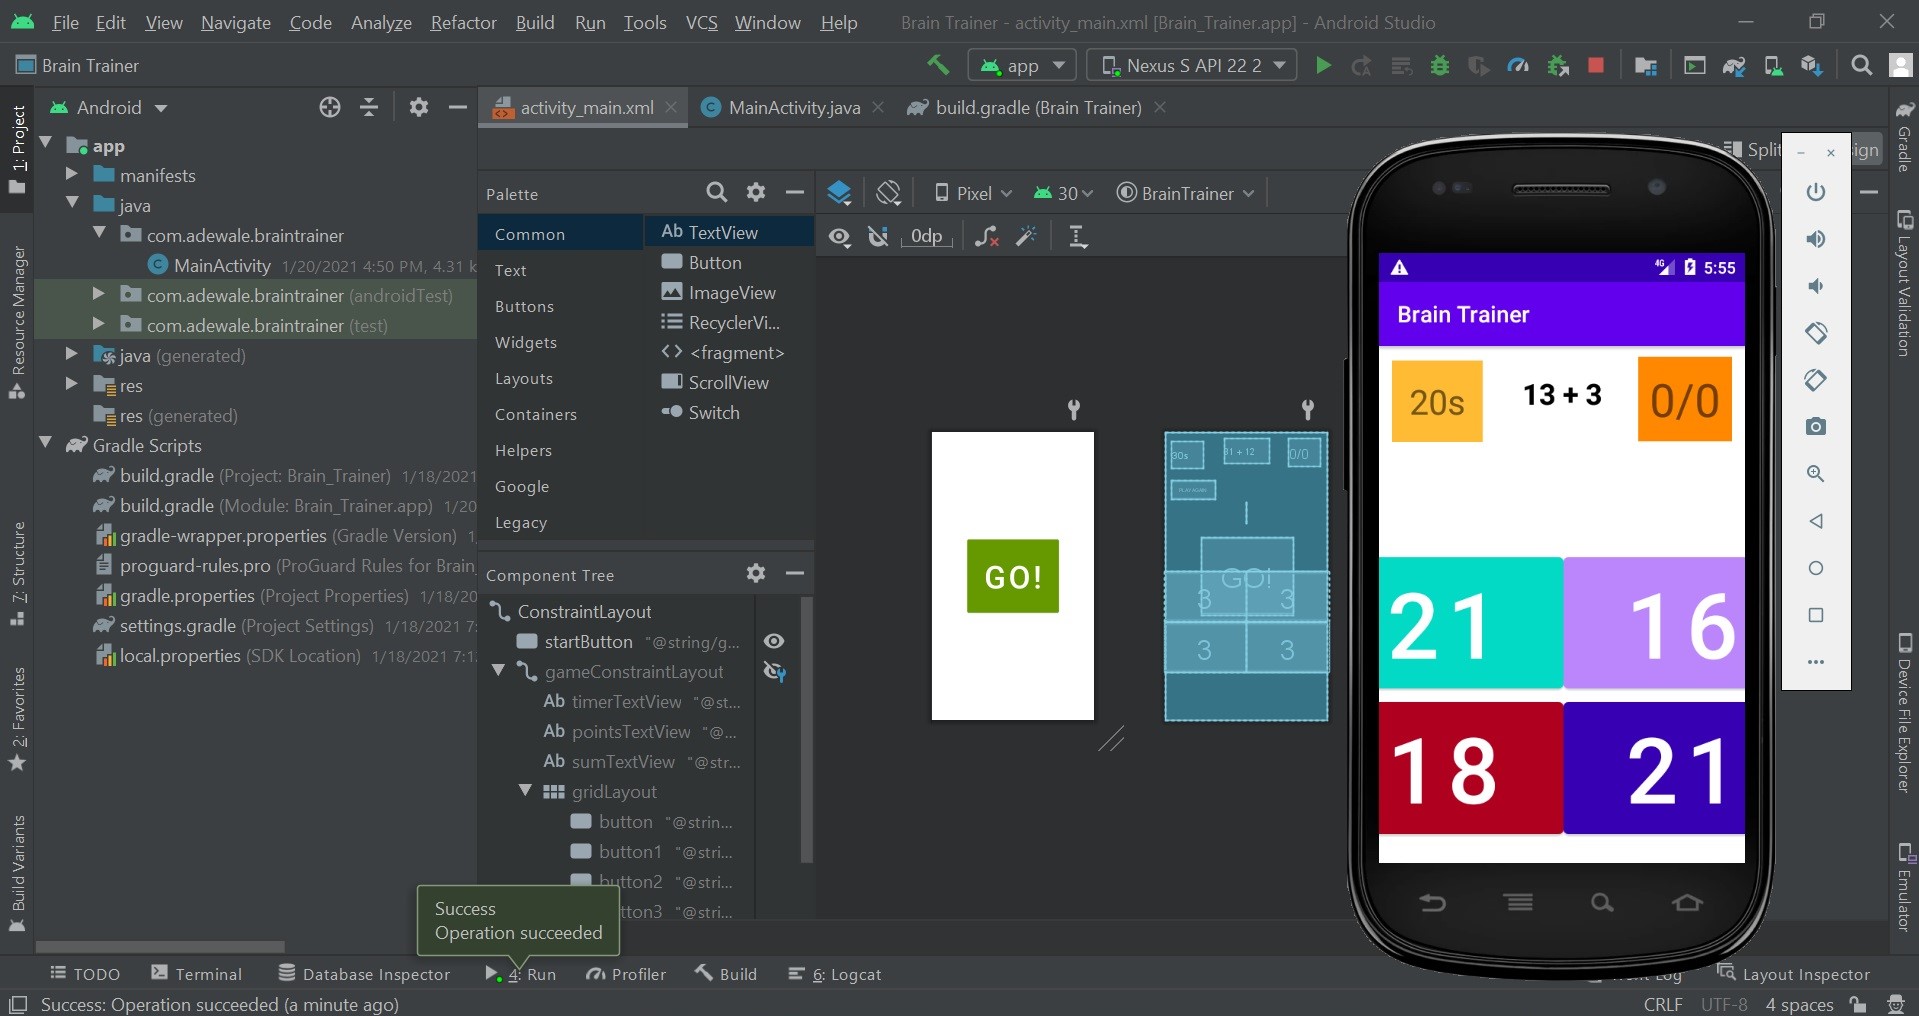 File Edit View Navigate Code Analyze Refactor Build Run Tools VCS Window Help Brain Trainer - activity_main.xml [Brain_Trainer.app] - Android Studio
Brain Trainer app Nexus S API 22 2
1: Project
Resource Manager
7: Structure
2: Favorites
Build Variants
Android
app
manifests
java
com.adewale.braintrainer
MainActivity 1/20/2021 4:50 PM, 4.31 k
com.adewale.braintrainer (androidTest)
com.adewale.braintrainer (test)
java (generated)
res
res (generated)
Gradle Scripts
build.gradle (Project: Brain_Trainer) 1/18/2021
build.gradle (Module: Brain_Trainer.app) 1/20
gradle-wrapper.properties (Gradle Version) 1
proguard-rules.pro (ProGuard Rules for Brain_
gradle.properties (Project Properties) 1/18/20
settings.gradle (Project Settings) 1/18/2021 7:
local.properties (SDK Location) 1/18/2021 7:1
activity_main.xml MainActivity.java build.gradle (Brain Trainer)
Split
ign
Palette
Common
Text
Buttons
Widgets
Layouts
Containers
Helpers
Google
Legacy
Ab TextView
Button
ImageView
RecyclerVi...
<> <fragment>
ScrollView
Switch
Pixel 30 BrainTrainer
0dp
Component Tree
ConstraintLayout
startButton "@string/g...
gameConstraintLayout
Ab timerTextView "@st...
Ab pointsTextView "@...
Ab sumTextView "@str...
gridLayout
button "@strin...
button1 "@stri...
button2 "@stri...
tton3 "@stri...
GO!
30s 31 + 12 0/0
PLAY AGAIN
GO!
3 3
3 3
4G 5:55
Brain Trainer
20s 13 + 3 0/0
21 16
18 21
Gradle
Layout Validation
Device File Explorer
Emulator
Success
Operation succeeded
TODO Terminal Database Inspector 4: Run Profiler Build 6: Logcat Log Layout Inspector
Success: Operation succeeded (a minute ago) CRLF UTF-8 4 spaces